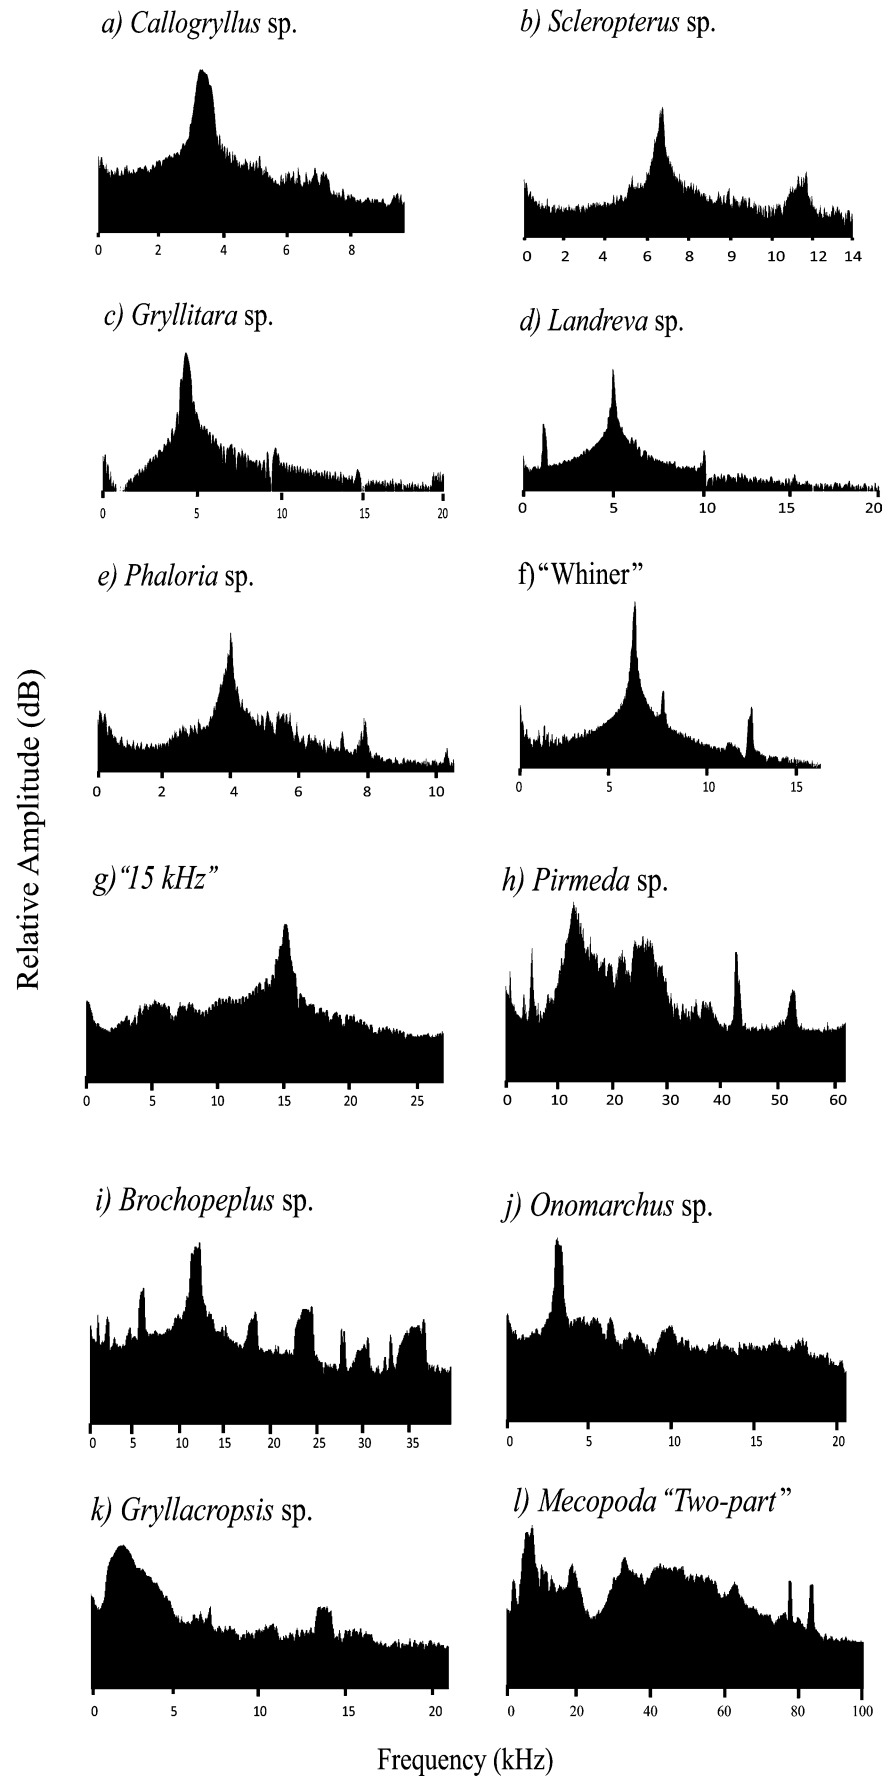 a) Callogryllus sp.
b) Scleropterus sp.
0 2 4 6 8
0 2 4 6 8 9 10 12 14
c) Gryllitara sp.
d) Landreva sp.
0 5 10 15 20
0 5 10 15 20
e) Phaloria sp.
f) “Whiner”
0 2 4 6 8 10
0 5 10 15
Relative Amplitude (dB)
g) “15 kHz”
h) Pirmeda sp.
0 5 10 15 20 25
0 10 20 30 40 50 60
i) Brochopeplus sp.
j) Onomarchus sp.
0 5 10 15 20 25 30 35
0 5 10 15 20
k) Gryllacropsis sp.
l) Mecopoda “Two-part”
0 5 10 15 20
0 20 40 60 80 100
Frequency (kHz)